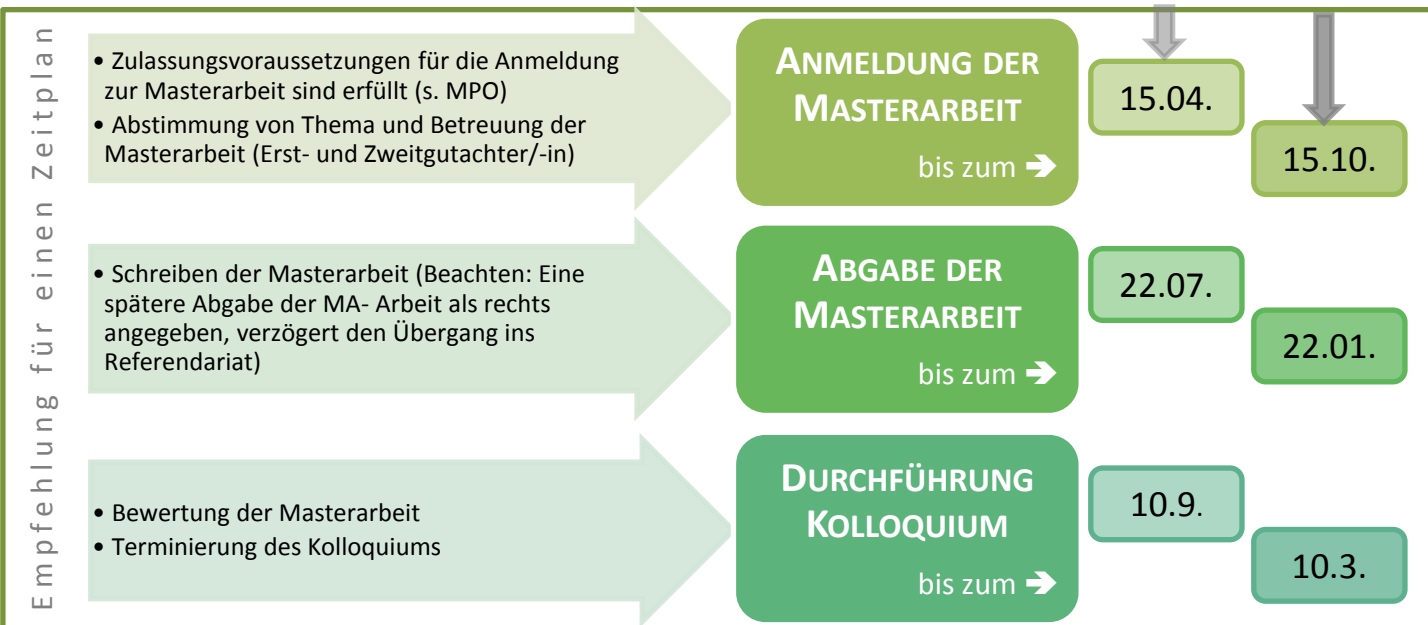 Empfehlung für einen Zeitplan
• Zulassungsvoraussetzungen für die Anmeldung
zur Masterarbeit sind erfüllt (s. MPO)
• Abstimmung von Thema und Betreuung der
Masterarbeit (Erst- und Zweitgutachter/-in)
ANMELDUNG DER
MASTERARBEIT
bis zum ➔
15.04.
15.10.
• Schreiben der Masterarbeit (Beachten: Eine
spätere Abgabe der MA- Arbeit als rechts
angegeben, verzögert den Übergang ins
Referendariat)
ABGABE DER
MASTERARBEIT
bis zum ➔
22.07.
22.01.
• Bewertung der Masterarbeit
• Terminierung des Kolloquiums
DURCHFÜHRUNG
KOLLOQUIUM
bis zum ➔
10.9.
10.3.